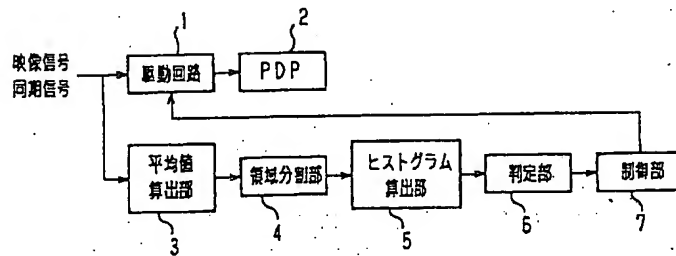 1
2
映像信号
同期信号
駆動回路
PDP
平均値
算出部
領域分割部
ヒストグラム
算出部
判定部
制御部
3
4
5
6
7